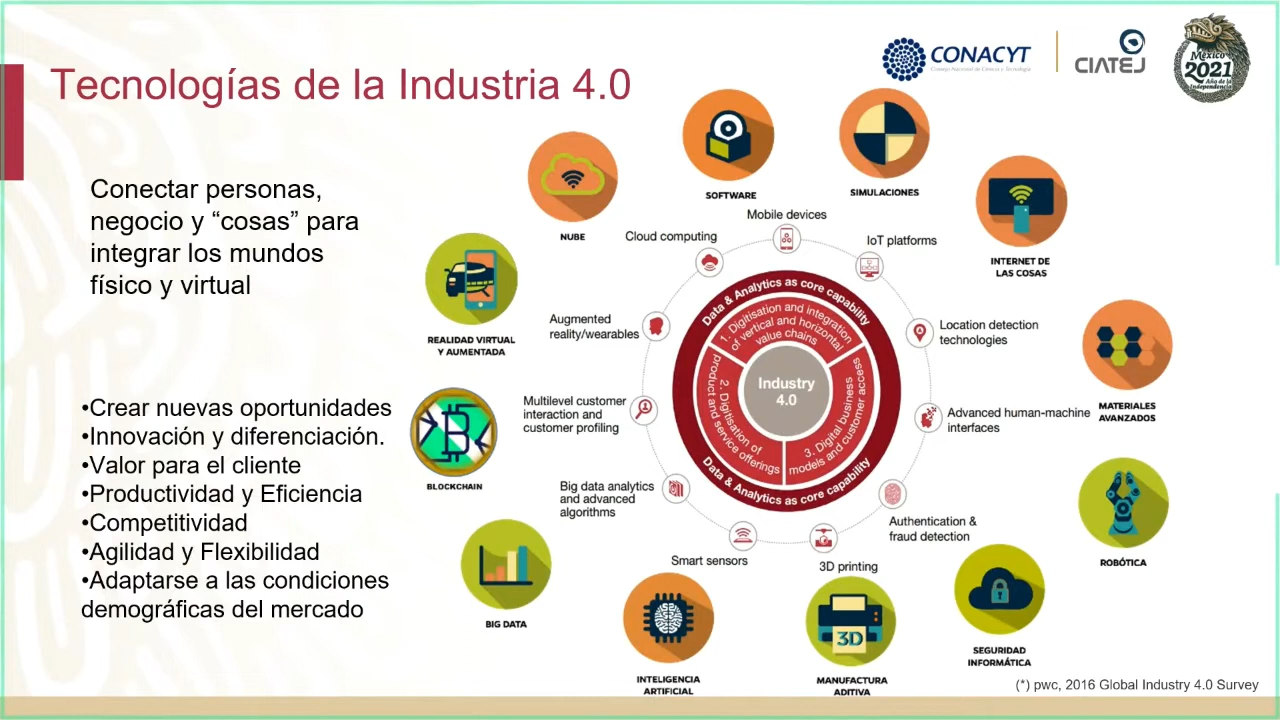 Tecnologías de la Industria 4.0
CONACYT
Consejo Nacional de Ciencia y Tecnología
CIATEJ
México
2021
Año de la
Independencia
Conectar personas,
negocio y “cosas” para
integrar los mundos
físico y virtual
•Crear nuevas oportunidades
•Innovación y diferenciación.
•Valor para el cliente
•Productividad y Eficiencia
•Competitividad
•Agilidad y Flexibilidad
•Adaptarse a las condiciones
demográficas del mercado
NUBE
SOFTWARE
SIMULACIONES
INTERNET DE
LAS COSAS
MATERIALES
AVANZADOS
ROBÓTICA
SEGURIDAD
INFORMÁTICA
3D
MANUFACTURA
ADITIVA
INTELIGENCIA
ARTIFICIAL
BIG DATA
BLOCKCHAIN
REALIDAD VIRTUAL
Y AUMENTADA
Mobile devices
IoT platforms
Location detection
technologies
Advanced human-machine
interfaces
Authentication &
fraud detection
3D printing
Smart sensors
Big data analytics
and advanced
algorithms
Multilevel customer
interaction and
customer profiling
Augmented
reality/wearables
Cloud computing
Data & Analytics as core capability
1. Digitisation and integration
of vertical and horizontal
value chains
2. Digitisation of
product and service offerings
3. Digital business
models and customer access
Industry
4.0
Data & Analytics as core capability
(*) pwc, 2016 Global Industry 4.0 Survey